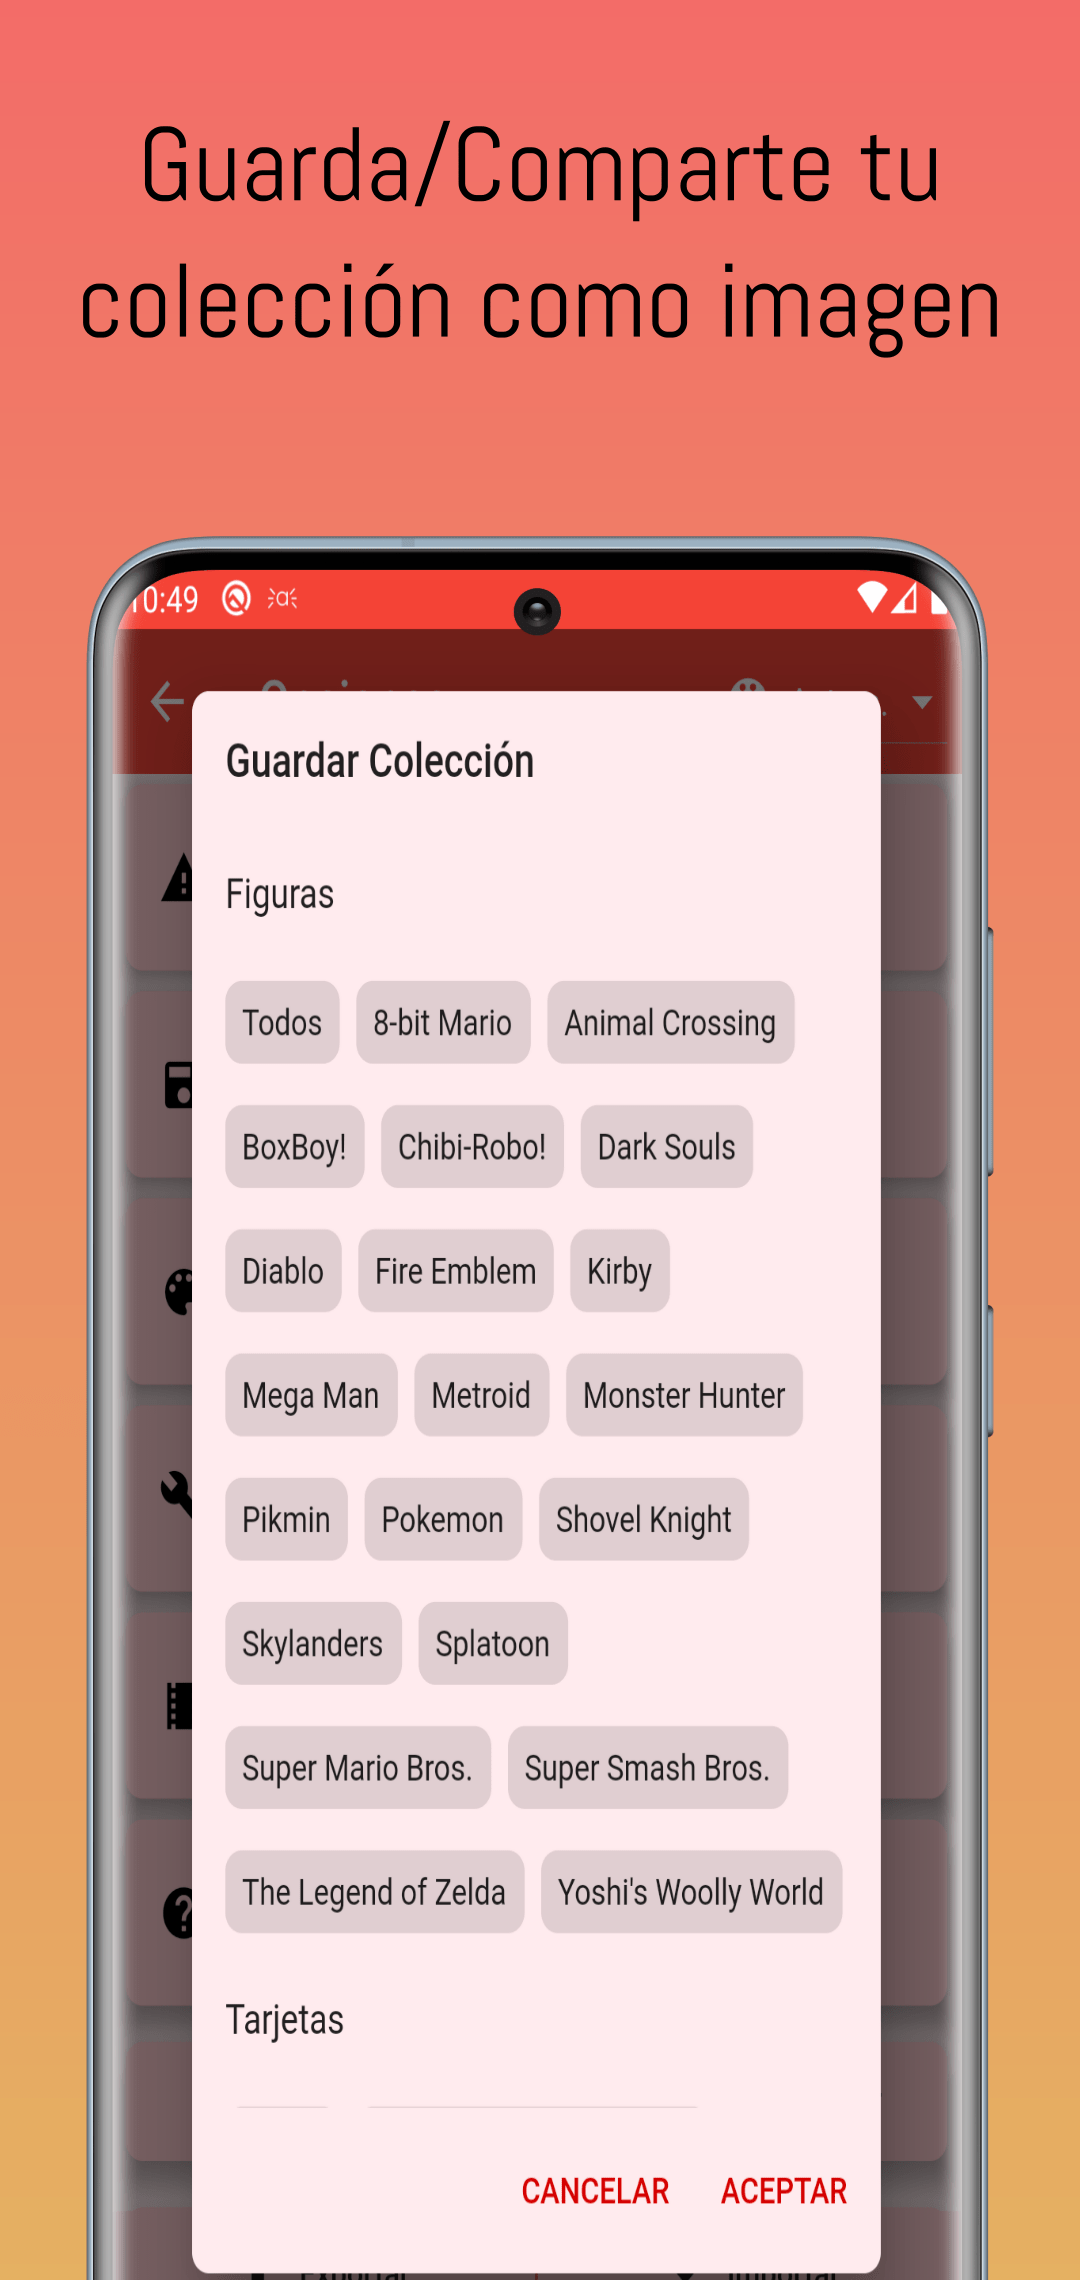 Guarda/Comparte tu
colección como imagen
10:49
Guardar Colección
Figuras
Todos 8-bit Mario Animal Crossing
BoxBoy! Chibi-Robo! Dark Souls
Diablo Fire Emblem Kirby
Mega Man Metroid Monster Hunter
Pikmin Pokemon Shovel Knight
Skylanders Splatoon
Super Mario Bros. Super Smash Bros.
The Legend of Zelda Yoshi's Woolly World
Tarjetas
CANCELAR ACEPTAR
Exportar Importar